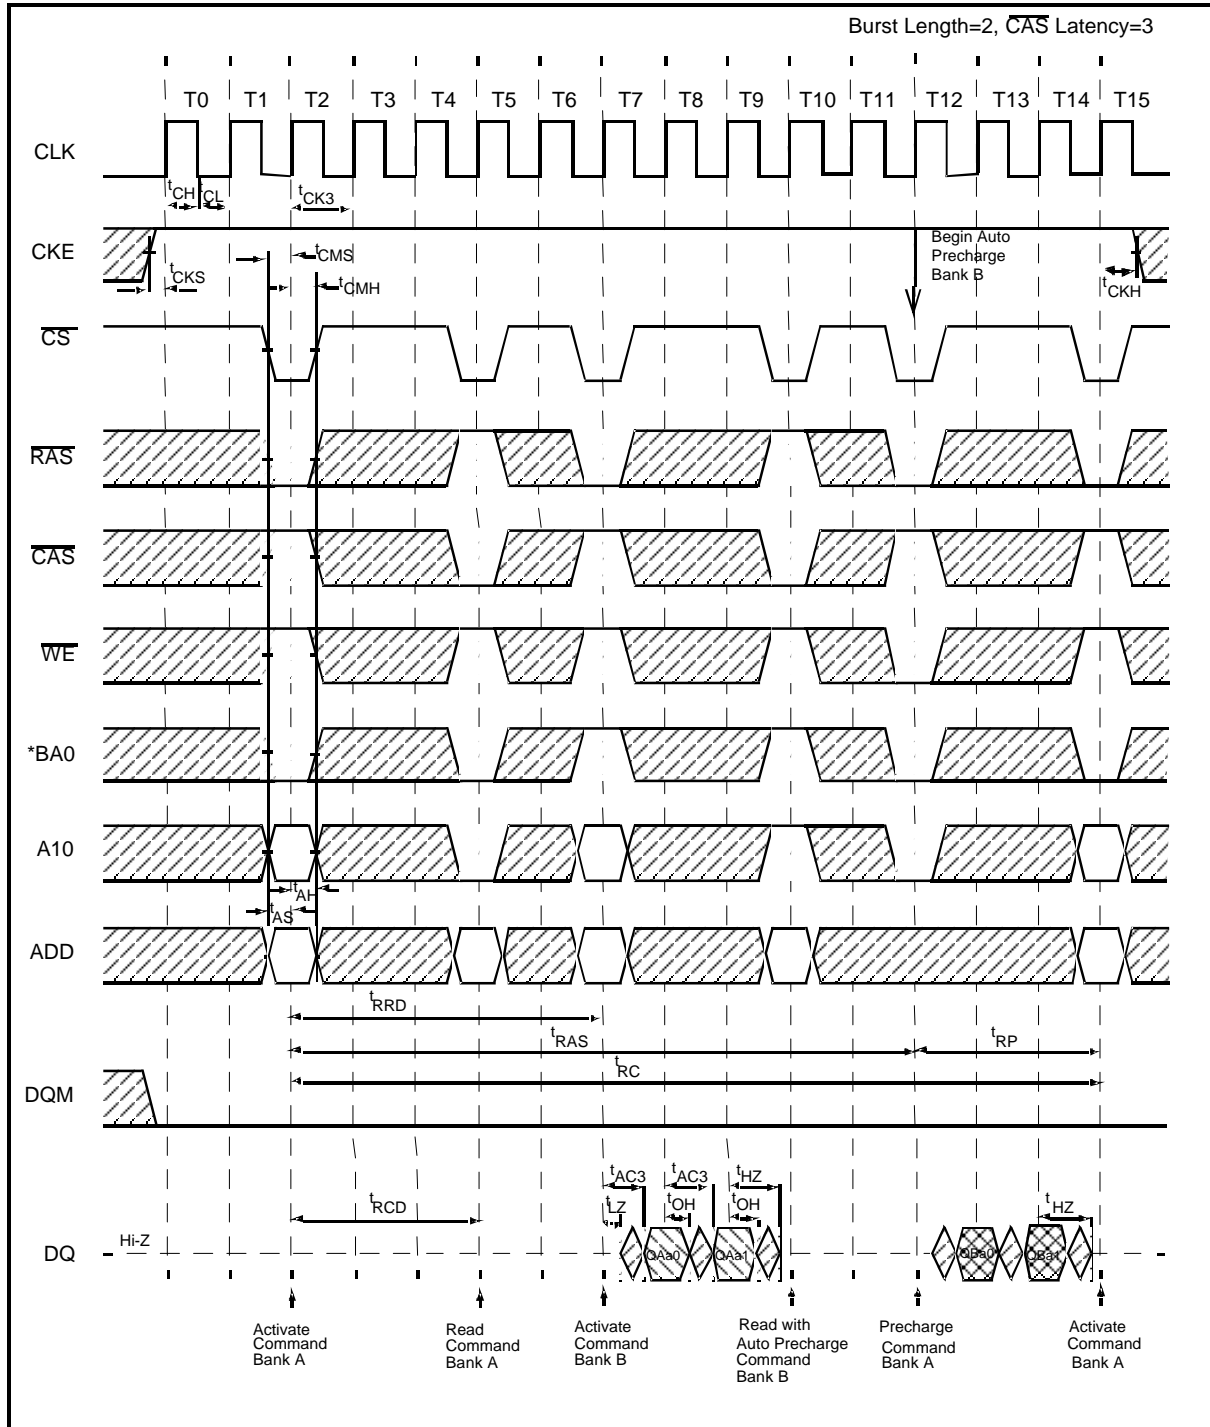 Burst Length=2, CAS Latency=3
T0 T1 T2 T3 T4 T5 T6 T7 T8 T9 T10 T11 T12 T13 T14 T15
CLK
tCH tCL tCK3
CKE
Begin Auto
Precharge
Bank B
tCMS
tCKS
tCMH
tCKH
CS
RAS
CAS
WE
*BA0
A10
tAH
tAS
ADD
tRRD
tRAS tRP
tRC
DQM
tAC3 tAC3 tHZ
tRCD tLZ tOH tOH tHZ
Hi-Z
DQ
QAa0 QAa1 QBa0 QBa1
Activate
Command
Bank A
Read
Command
Bank A
Activate
Command
Bank B
Read with
Auto Precharge
Command
Bank B
Precharge
Command
Bank A
Activate
Command
Bank A